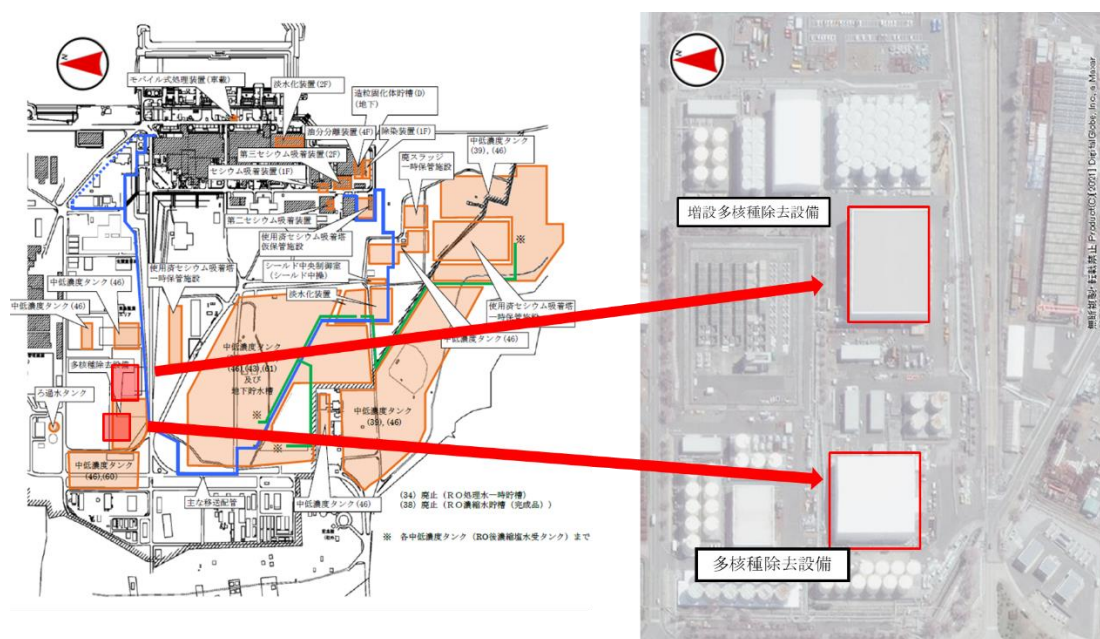 N
モバイル式処理装置(車載)
淡水化装置(2F)
造粒固化体貯槽(D)
(地下)
油分分離装置(4F)
除染装置(1F)
第三セシウム吸着装置(2F)
セシウム吸着装置(1F)
廃スラッジ
一時保管施設
中低濃度タンク
(39),(46)
第二セシウム吸着装置
使用済セシウム吸着塔
仮保管施設
シールド中央制御室
(シールド中操)
淡水化装置
使用済セシウム吸着塔
一時保管施設
中低濃度タンク(46)
中低濃度タンク(46)
使用済セシウム吸着塔
一時保管施設
中低濃度タンク(46)
多核種除去設備
ろ過水タンク
中低濃度タンク
(46),(43),(61)
及び
地下貯水槽
※
※
※
中低濃度タンク
(39),(46)
中低濃度タンク
(46),(60)
主な移送配管
中低濃度タンク(46)
(34) 廃止(RO処理水一時貯槽)
(38) 廃止(RO濃縮水貯槽(完成品))
※ 各中低濃度タンク(RO後濃縮塩水受タンク)まで
N
増設多核種除去設備
多核種除去設備
無断複製・転載禁止 Product(C)[2021] DigitalGlobe, Inc., a Maxar